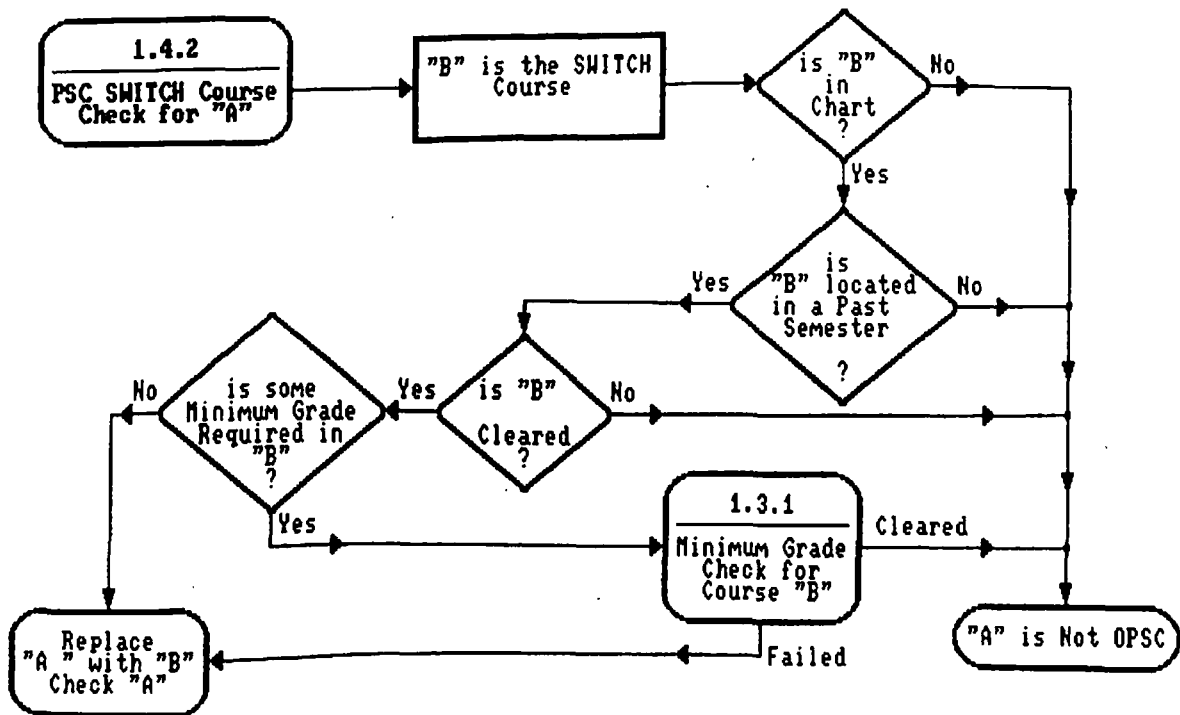 1.4.2
PSC SWITCH Course
Check for "A"
"B" is the SWITCH
Course
is "B"
in
Chart
?
No
Yes
is
"B" located
in a Past
Semester
?
Yes
No
is "B"
Cleared
?
Yes
No
is some
Minimum Grade
Required in
"B"
?
No
Yes
1.3.1
Minimum Grade
Check for
Course "B"
Cleared
Failed
Replace
"A " with "B"
Check "A"
"A" is Not OPSC